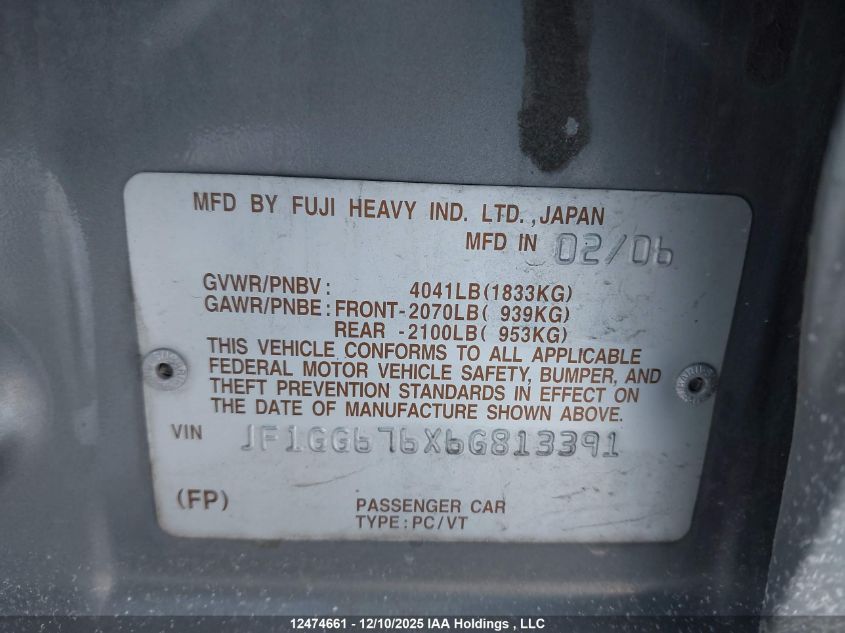 MFD BY FUJI HEAVY IND. LTD.,JAPAN
MFD IN 02/06
GVWR/PNBV: 4041LB(1833KG)
GAWR/PNBE: FRONT-2070LB( 939KG)
REAR -2100LB( 953KG)
THIS VEHICLE CONFORMS TO ALL APPLICABLE
FEDERAL MOTOR VEHICLE SAFETY, BUMPER, AND
THEFT PREVENTION STANDARDS IN EFFECT ON
THE DATE OF MANUFACTURE SHOWN ABOVE.
VIN JF1GG676X6G813391
(FP) PASSENGER CAR
TYPE: PC/VT
12474661 - 12/10/2025 IAA Holdings , LLC